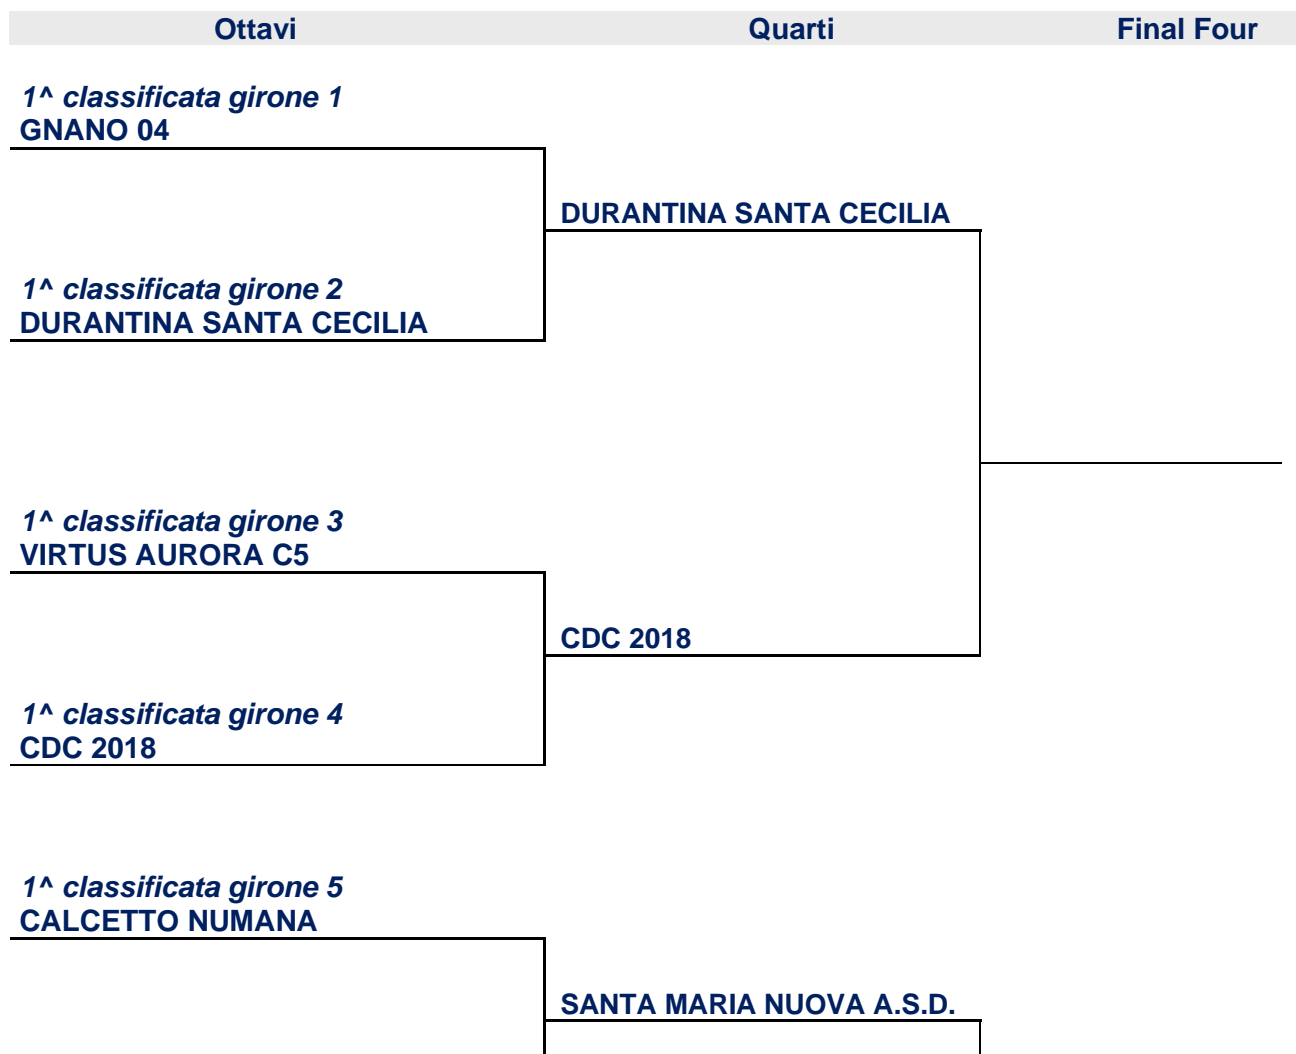 Ottavi Quarti Final Four
1^ classificata girone 1
GNANO 04
DURANTINA SANTA CECILIA
1^ classificata girone 2
DURANTINA SANTA CECILIA
1^ classificata girone 3
VIRTUS AURORA C5
CDC 2018
1^ classificata girone 4
CDC 2018
1^ classificata girone 5
CALCETTO NUMANA
SANTA MARIA NUOVA A.S.D.